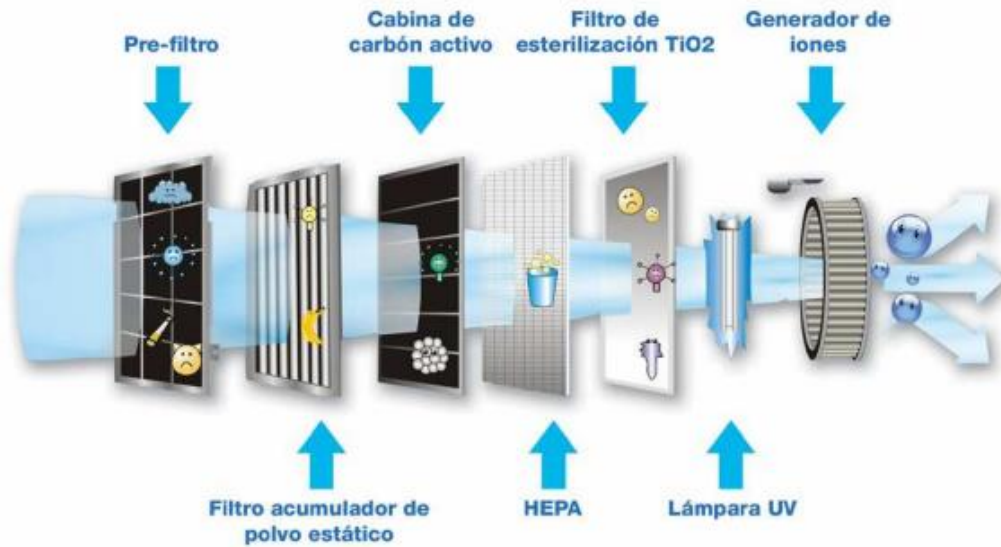 Pre-filtro
Cabina de
carbón activo
Filtro de
esterilización TiO2
Generador de
iones
Filtro acumulador de
polvo estático
HEPA
Lámpara UV